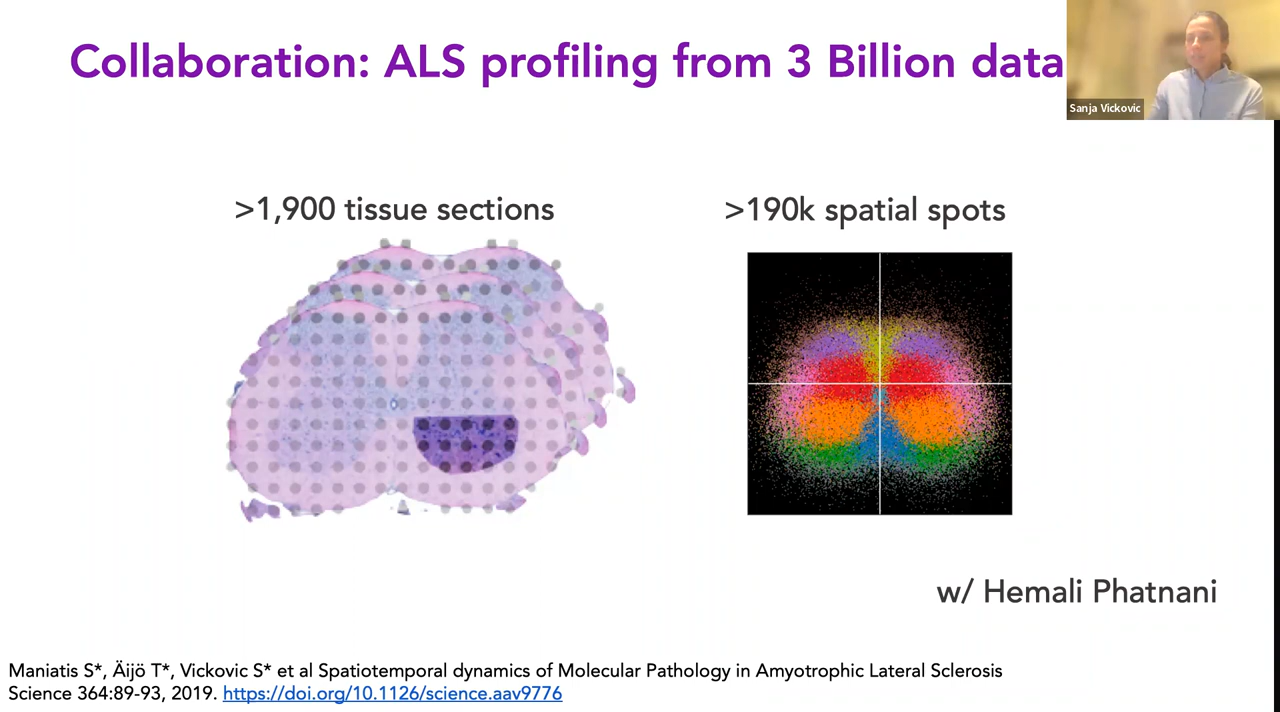 Collaboration: ALS profiling from 3 Billion data
Sanja Vickovic
>1,900 tissue sections
>190k spatial spots
w/ Hemali Phatnani
Maniatis S*, Äijö T*, Vickovic S* et al Spatiotemporal dynamics of Molecular Pathology in Amyotrophic Lateral Sclerosis
Science 364:89-93, 2019. https://doi.org/10.1126/science.aav9776